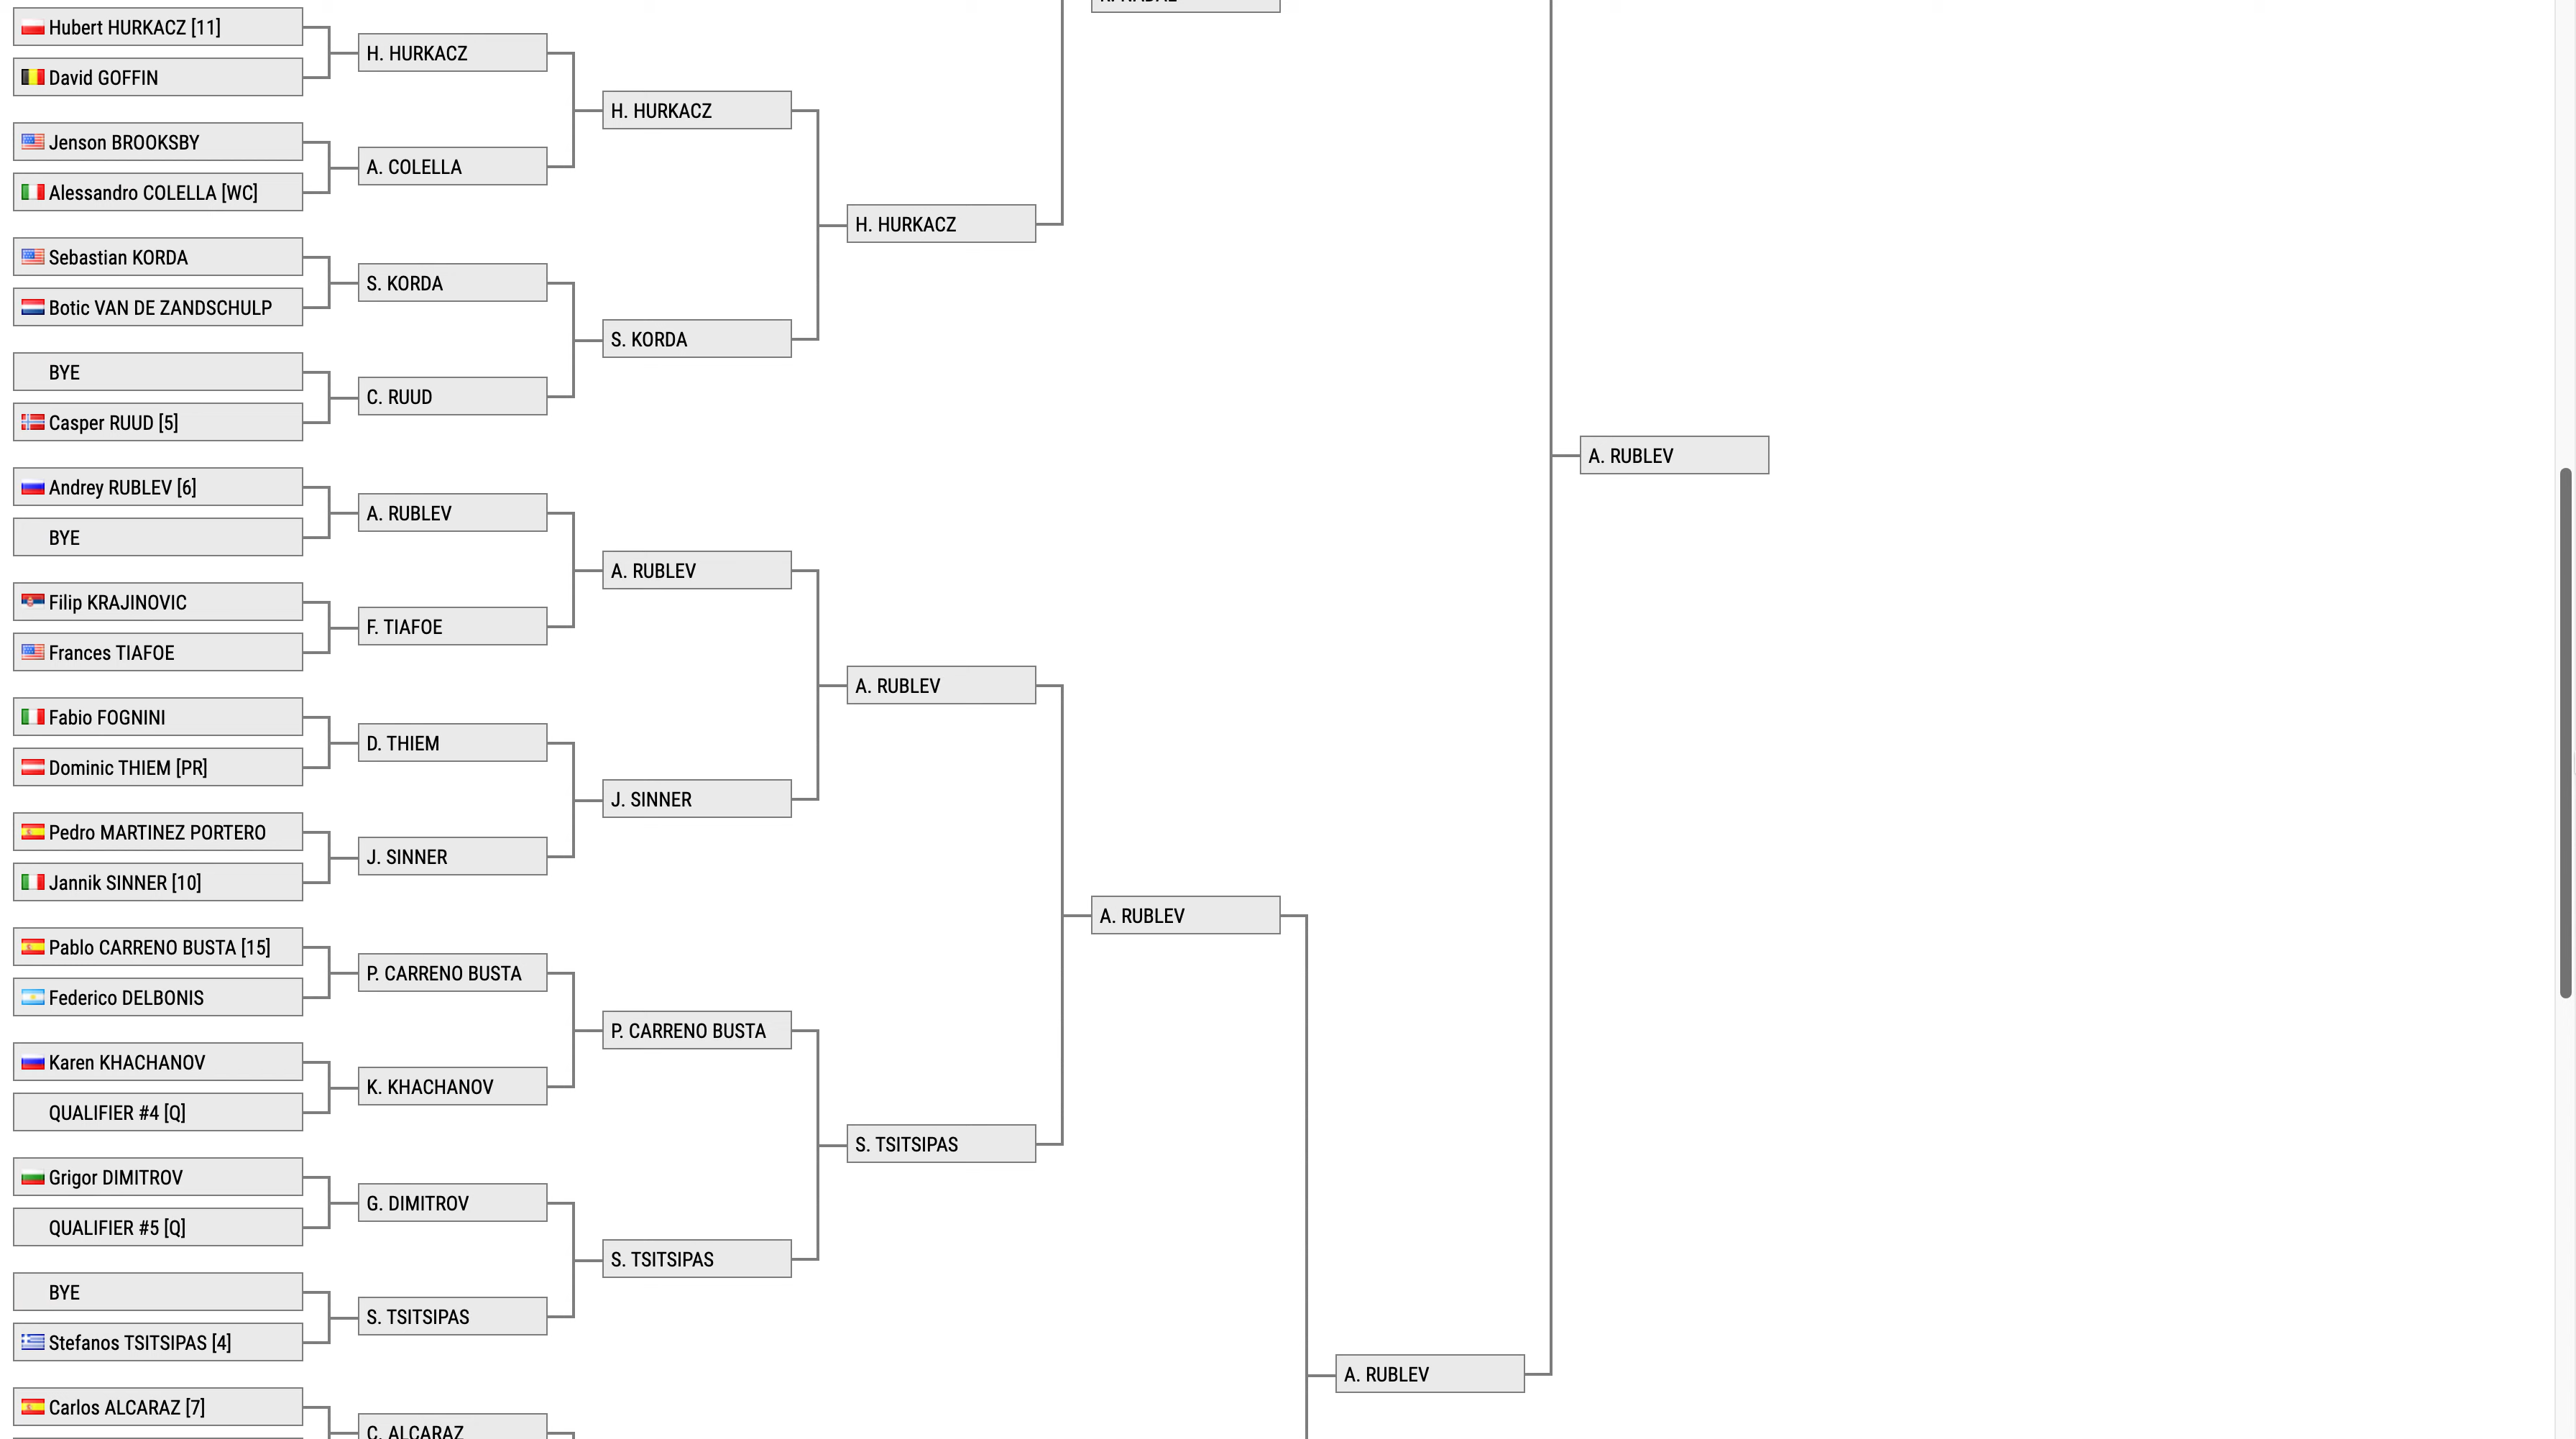 Hubert HURKACZ [11]
David GOFFIN
Jenson BROOKSBY
Alessandro COLELLA [WC]
Sebastian KORDA
Botic VAN DE ZANDSCHULP
BYE
Casper RUUD [5]
Andrey RUBLEV [6]
BYE
Filip KRAJINOVIC
Frances TIAFOE
Fabio FOGNINI
Dominic THIEM [PR]
Pedro MARTINEZ PORTERO
Jannik SINNER [10]
Pablo CARRENO BUSTA [15]
Federico DELBONIS
Karen KHACHANOV
QUALIFIER #4 [Q]
Grigor DIMITROV
QUALIFIER #5 [Q]
BYE
Stefanos TSITSIPAS [4]
Carlos ALCARAZ [7]
H. HURKACZ
A. COLELLA
S. KORDA
C. RUUD
A. RUBLEV
F. TIAFOE
D. THIEM
J. SINNER
P. CARRENO BUSTA
K. KHACHANOV
G. DIMITROV
S. TSITSIPAS
C. ALCARAZ
H. HURKACZ
S. KORDA
A. RUBLEV
J. SINNER
P. CARRENO BUSTA
S. TSITSIPAS
H. HURKACZ
A. RUBLEV
S. TSITSIPAS
A. RUBLEV
A. RUBLEV
A. RUBLEV